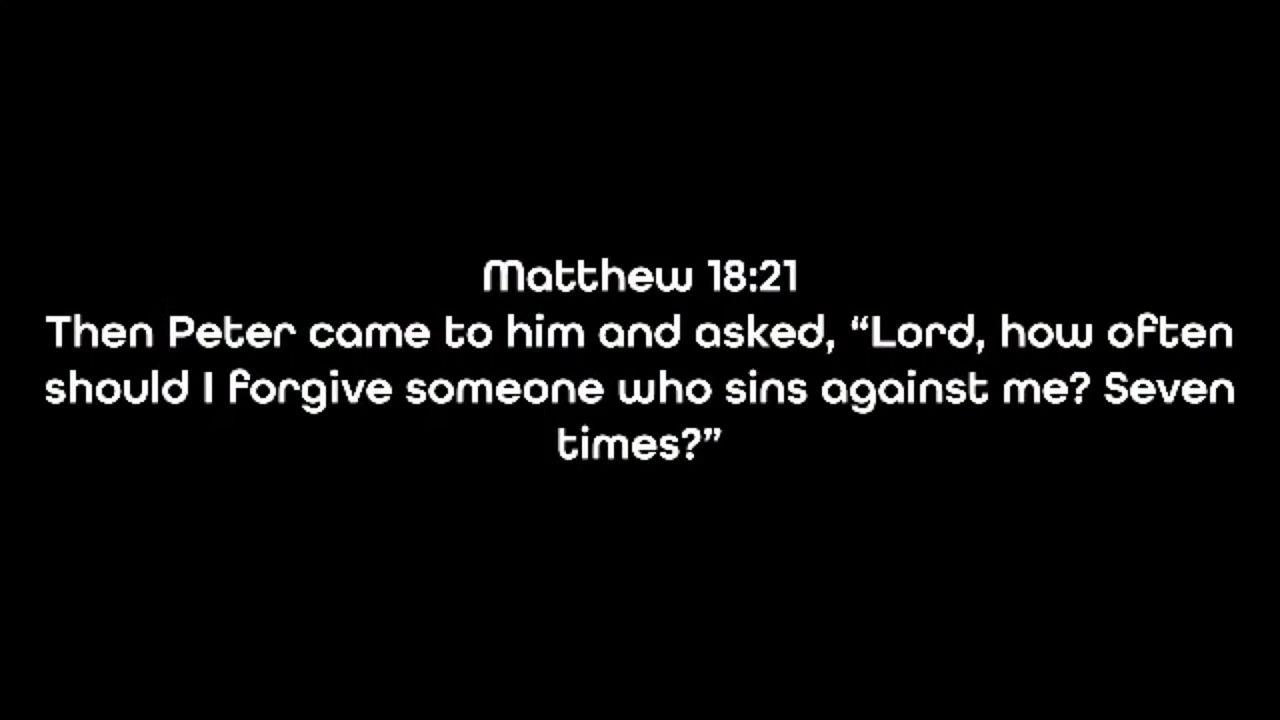 Matthew 18:21
Then Peter came to him and asked, “Lord, how often
should I forgive someone who sins against me? Seven
times?”